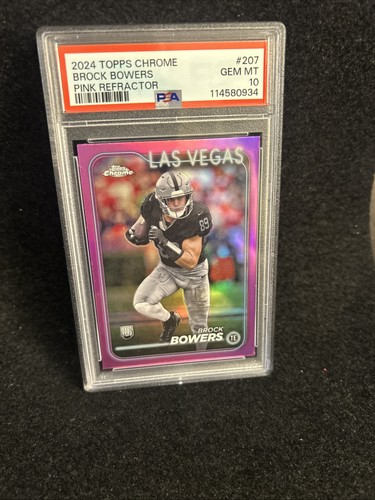 2024 TOPPS CHROME #207
BROCK BOWERS GEM MT
PINK REFRACTOR 10
PSA 114580934
Topps Chrome
LAS VEGAS
89
RC
BROCK
BOWERS TE